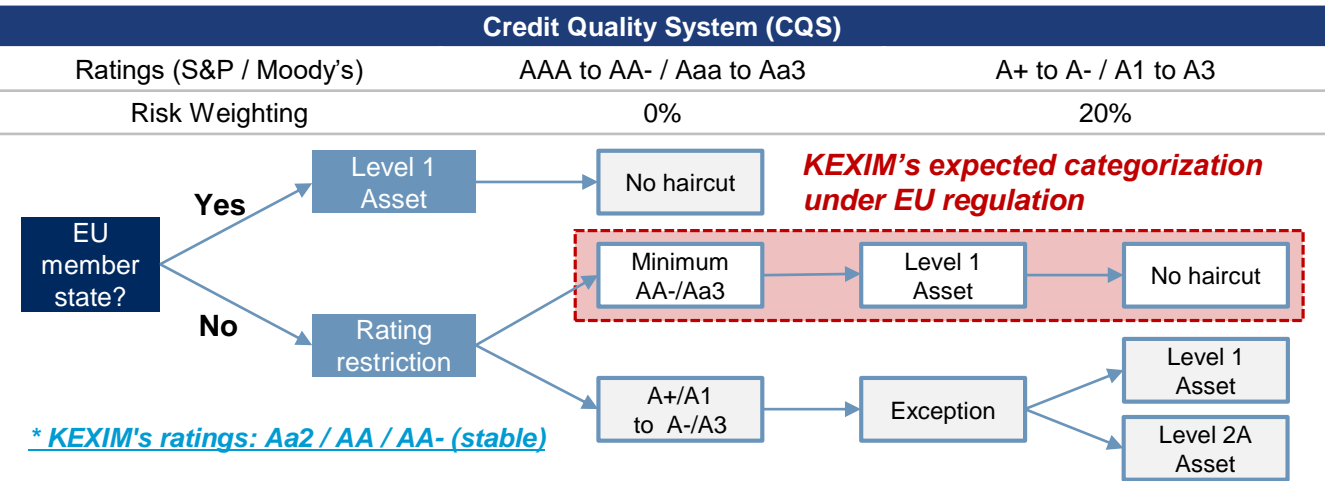 Credit Quality System (CQS)
Ratings (S&P / Moody's) AAA to AA- / Aaa to Aa3 A+ to A- / A1 to A3
Risk Weighting 0% 20%
EU
member
state?
Yes
No
Level 1
Asset
No haircut
KEXIM's expected categorization
under EU regulation
Rating
restriction
Minimum
AA-/Aa3
Level 1
Asset
No haircut
A+/A1
to A-/A3
Exception
Level 1
Asset
Level 2A
Asset
* KEXIM's ratings: Aa2 / AA / AA- (stable)